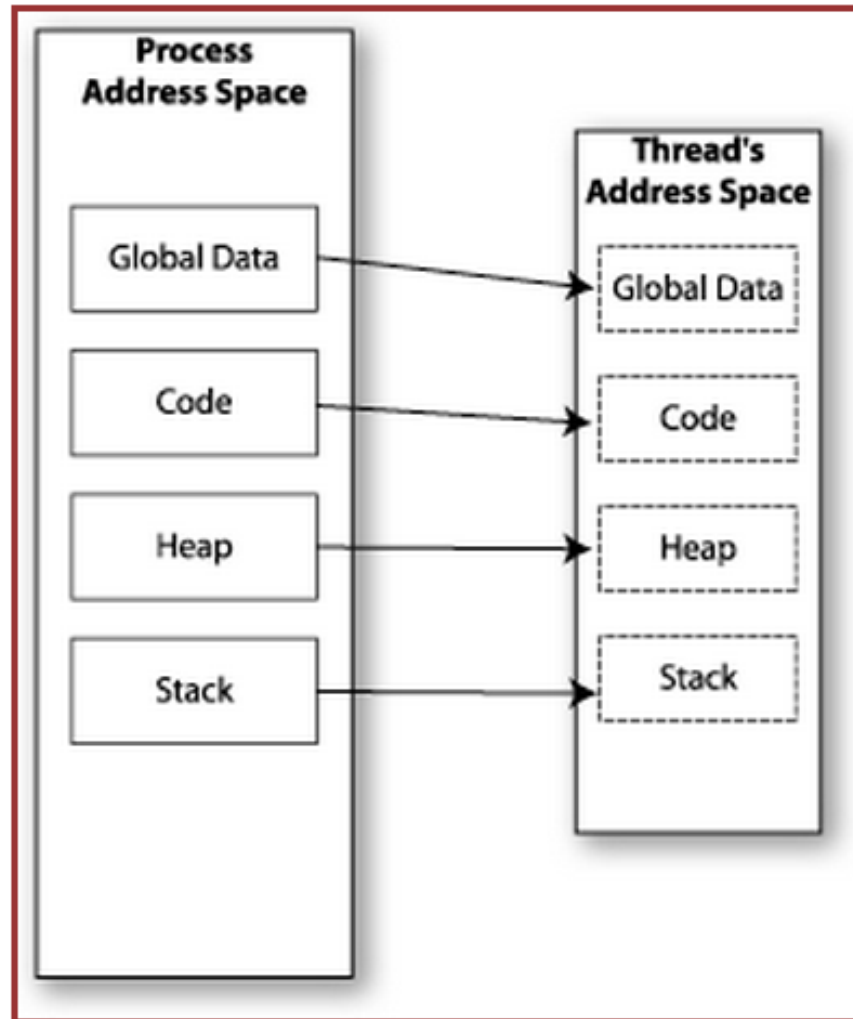 Process
Address Space
Global Data
Code
Heap
Stack
Thread's
Address Space
Global Data
Code
Heap
Stack